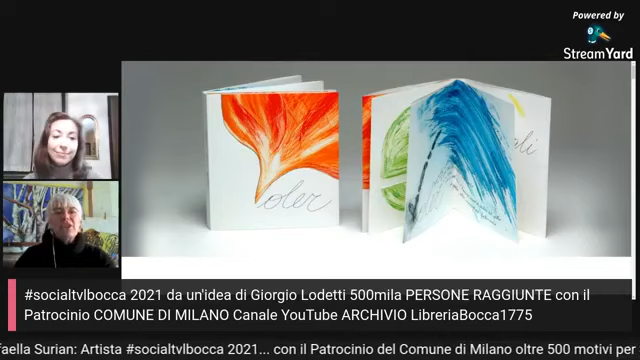 Powered by
StreamYard
oler
ali
#socialtvlbocca 2021 da un'idea di Giorgio Lodetti 500mila PERSONE RAGGIUNTE con il
Patrocinio COMUNE DI MILANO Canale YouTube ARCHIVIO LibreriaBocca1775
faella Surian: Artista #socialtvlbocca 2021... con il Patrocinio del Comune di Milano oltre 500 motivi per